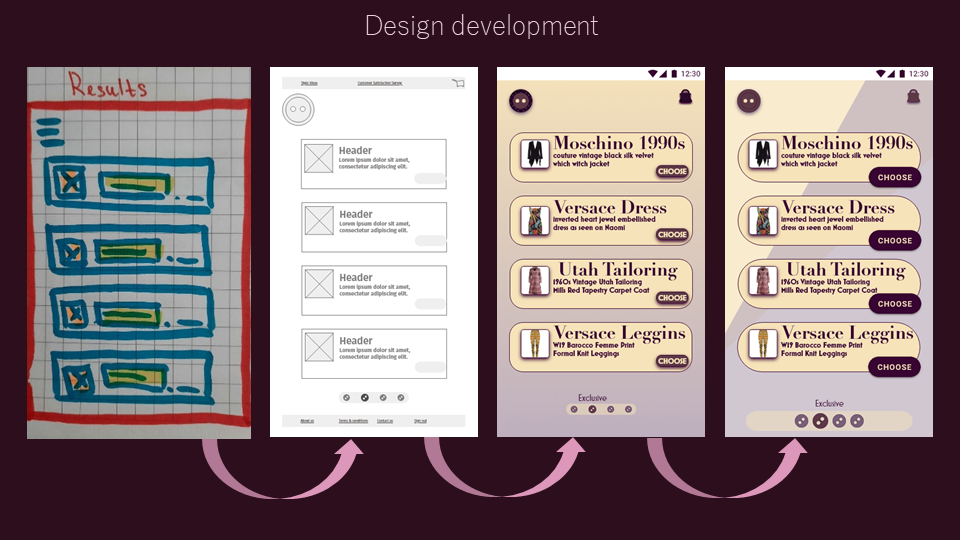 Design development
Results
Right Ideas
Customer Satisfaction Survey
Header
Lorem ipsum dolor sit amet,
consectetur adipiscing elit.
Header
Lorem ipsum dolor sit amet,
consectetur adipiscing elit.
Header
Lorem ipsum dolor sit amet,
consectetur adipiscing elit.
Header
Lorem ipsum dolor sit amet,
consectetur adipiscing elit.
About us
Terms & conditions
Contact us
Sign out
12:30
Moschino 1990s
couture vintage black silk velvet
which witch jacket
CHOOSE
Versace Dress
inverted heart jewel embellished
dress as seen on Naomi
CHOOSE
Utah Tailoring
1960s Vintage Utah Tailoring
Mills Red Tapestry Carpet Coat
CHOOSE
Versace Leggins
W19 Barocco Femme Print
Formal Knit Leggings
CHOOSE
Exclusive
12:30
Moschino 1990s
couture vintage black silk velvet
which witch jacket
CHOOSE
Versace Dress
inverted heart jewel embellished
dress as seen on Naomi
CHOOSE
Utah Tailoring
1960s Vintage Utah Tailoring
Mills Red Tapestry Carpet Coat
CHOOSE
Versace Leggins
W19 Barocco Femme Print
Formal Knit Leggings
CHOOSE
Exclusive